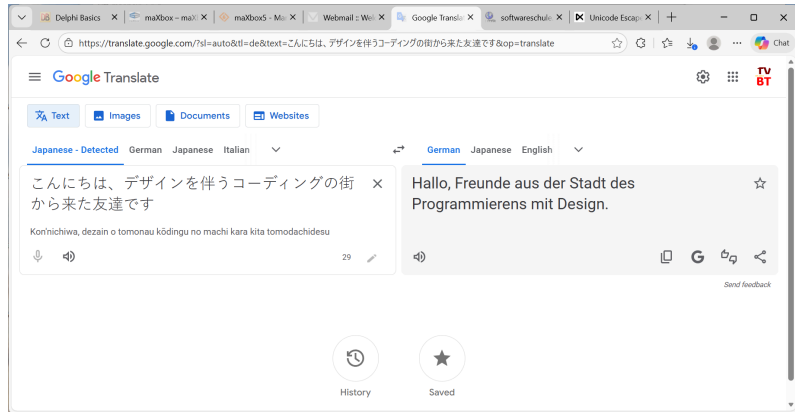 Delphi Basics
maXbox – maX
maXbox5 - Ma
Webmail :: Web
Google Transla
softwareschule
Unicode Escap
https://translate.google.com/?sl=auto&tl=de&text=こんにちは、デザインを伴うコーディングの街から来た友達です&op=translate
Chat
Google Translate
TV
BT
Text
Images
Documents
Websites
Japanese - Detected
German
Japanese
Italian
German
Japanese
English
こんにちは、デザインを伴うコーディングの街
から来た友達です
Kon'nichiwa, dezain o tomonau kōdingu no machi kara kita tomodachidesu
29
Hallo, Freunde aus der Stadt des
Programmierens mit Design.
Send feedback
History
Saved